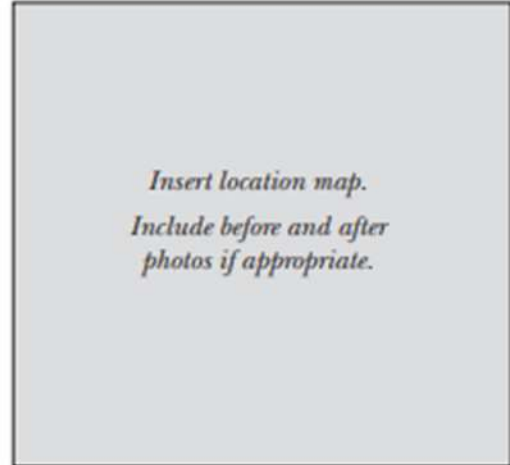 Insert location map.
Include before and after
photos if appropriate.